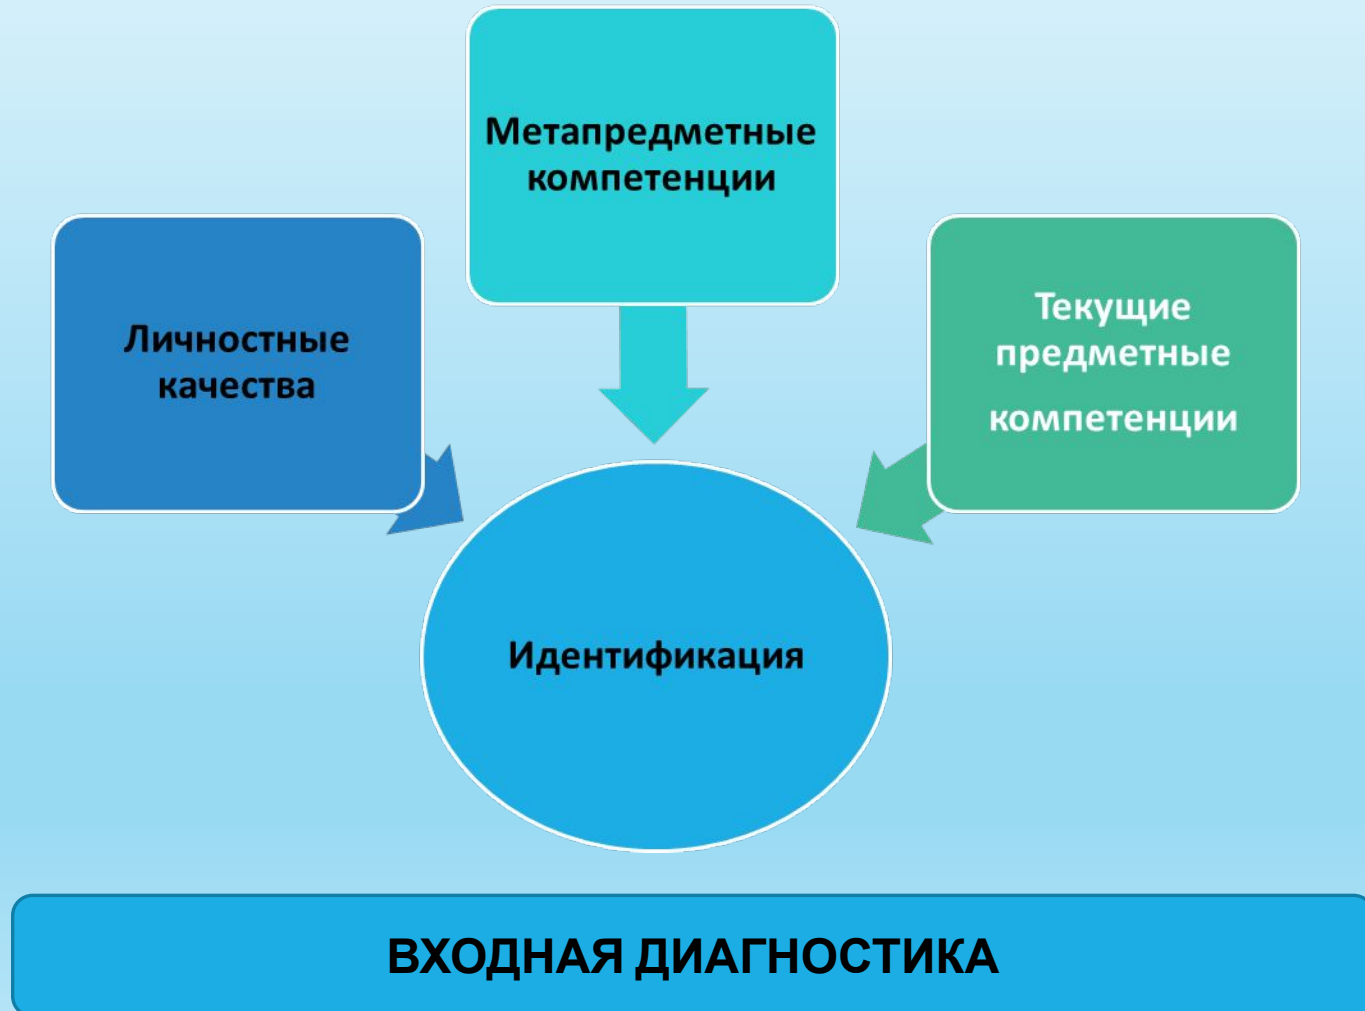 Метапредметные
компетенции
Личностные
качества
Текущие
предметные
компетенции
Идентификация
ВХОДНАЯ ДИАГНОСТИКА